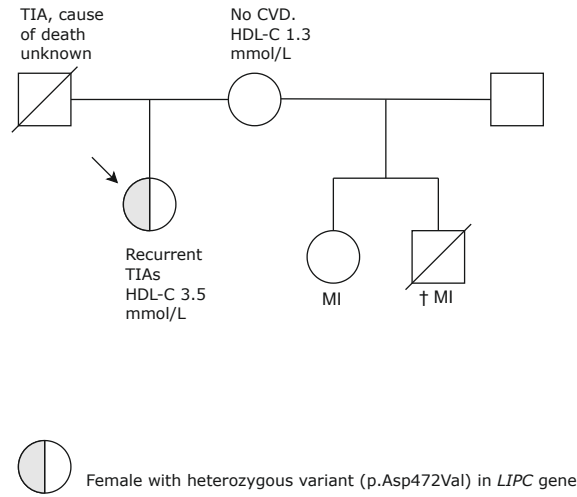 TIA, cause
of death
unknown
No CVD.
HDL-C 1.3
mmol/L
Recurrent
TIAs
HDL-C 3.5
mmol/L
MI
† MI
Female with heterozygous variant (p.Asp472Val) in LIPC gene